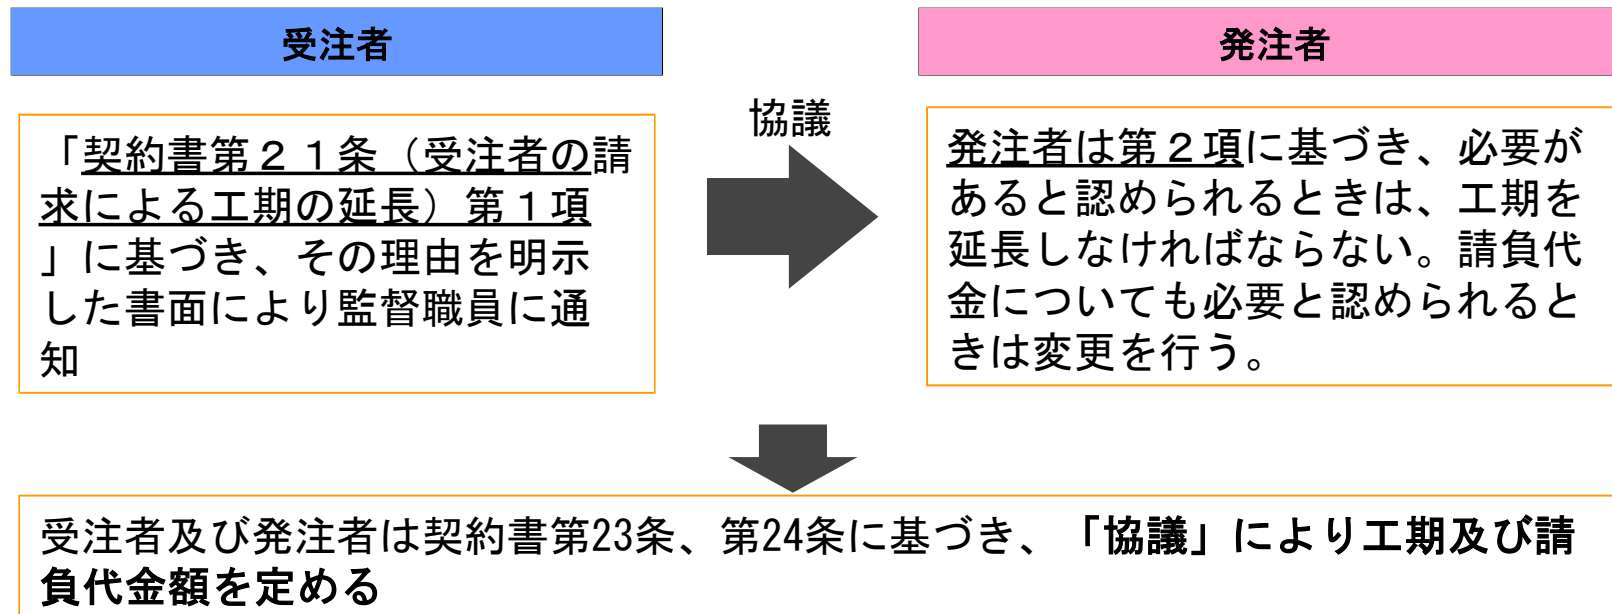 受注者
発注者
「契約書第２１条（受注者の請
求による工期の延長）第１項
」に基づき、その理由を明示
した書面により監督職員に通
知
協議
発注者は第２項に基づき、必要が
あると認められるときは、工期を
延長しなければならない。請負代
金についても必要と認められると
きは変更を行う。
受注者及び発注者は契約書第23条、第24条に基づき、「協議」により工期及び請
負代金額を定める